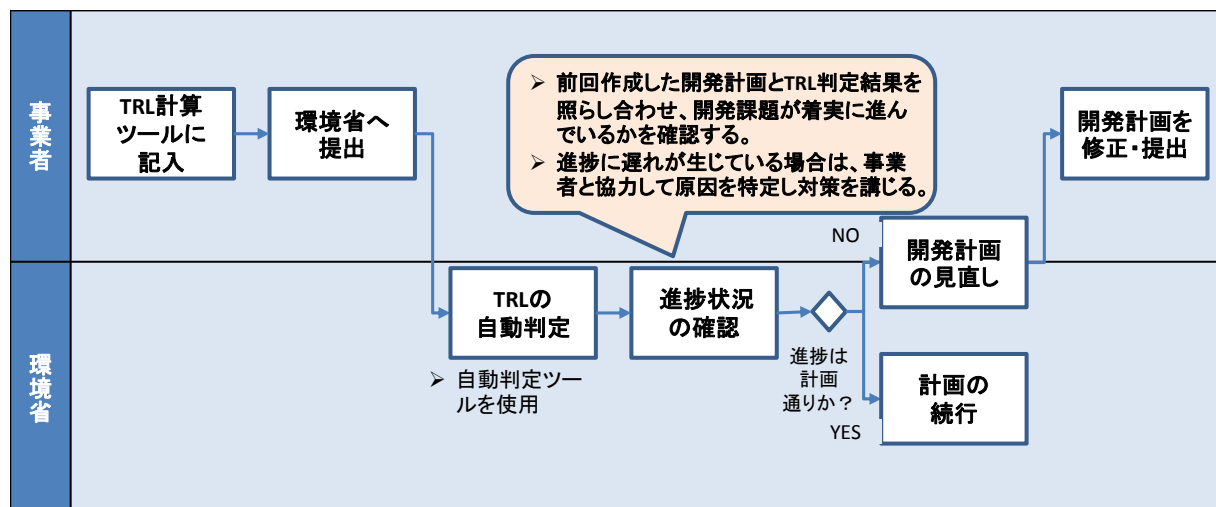 事業者
TRL計算
ツールに
記入
環境省へ
提出
➢ 前回作成した開発計画とTRL判定結果を
照らし合わせ、開発課題が着実に進ん
でいるかを確認する。
➢ 進捗に遅れが生じている場合は、事業
者と協力して原因を特定し対策を講じる。
開発計画を
修正・提出
環境省
TRLの
自動判定
➢ 自動判定ツー
ルを使用
進捗状況
の確認
進捗は
計画
通りか？
NO
開発計画
の見直し
YES
計画の
続行